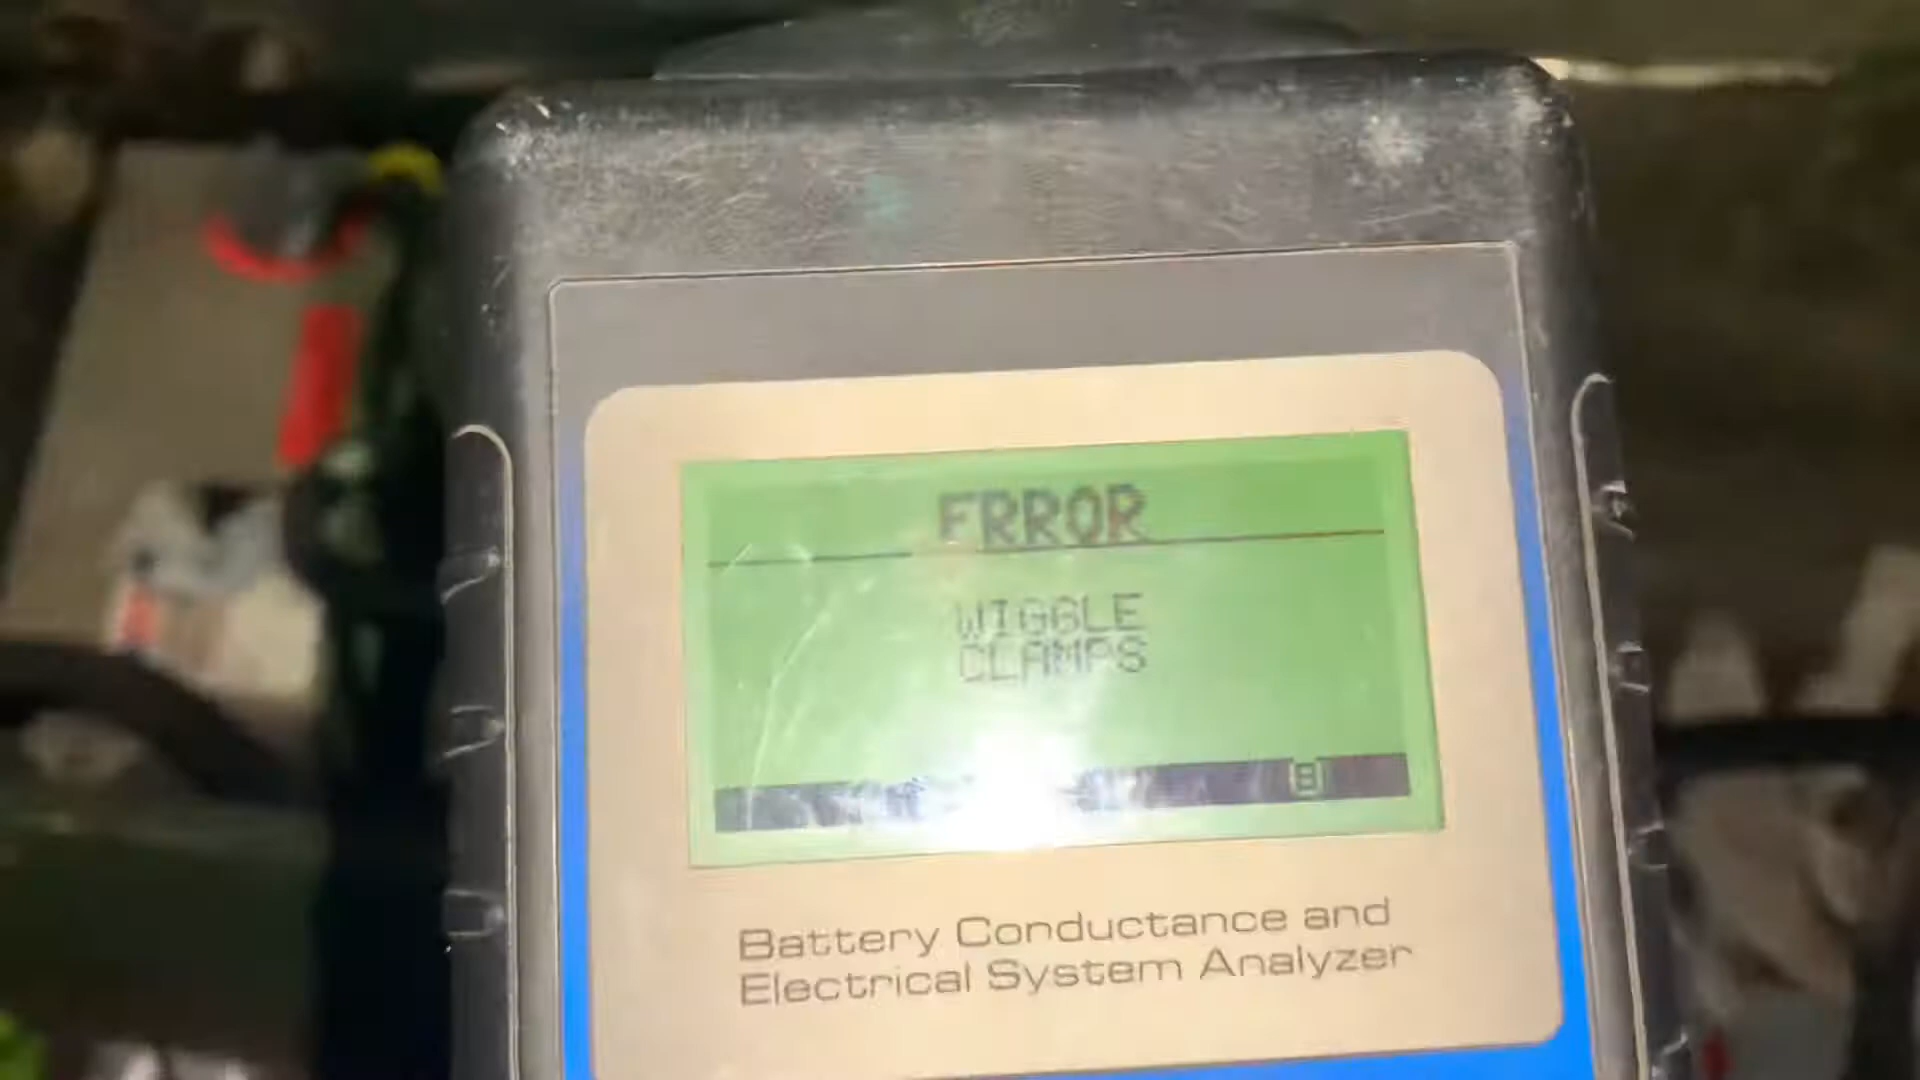 ERROR
WIGGLE
CLAMPS
B
Battery Conductance and
Electrical System Analyzer